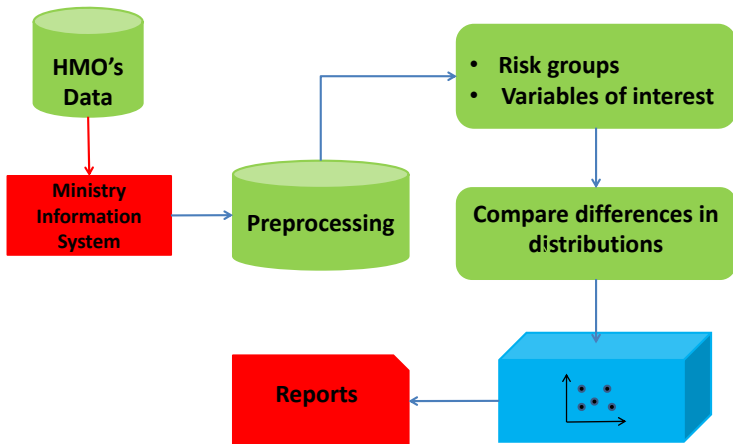 HMO's
Data
• Risk groups
• Variables of interest
Ministry
Information
System
Preprocessing
Compare differences in
distributions
Reports